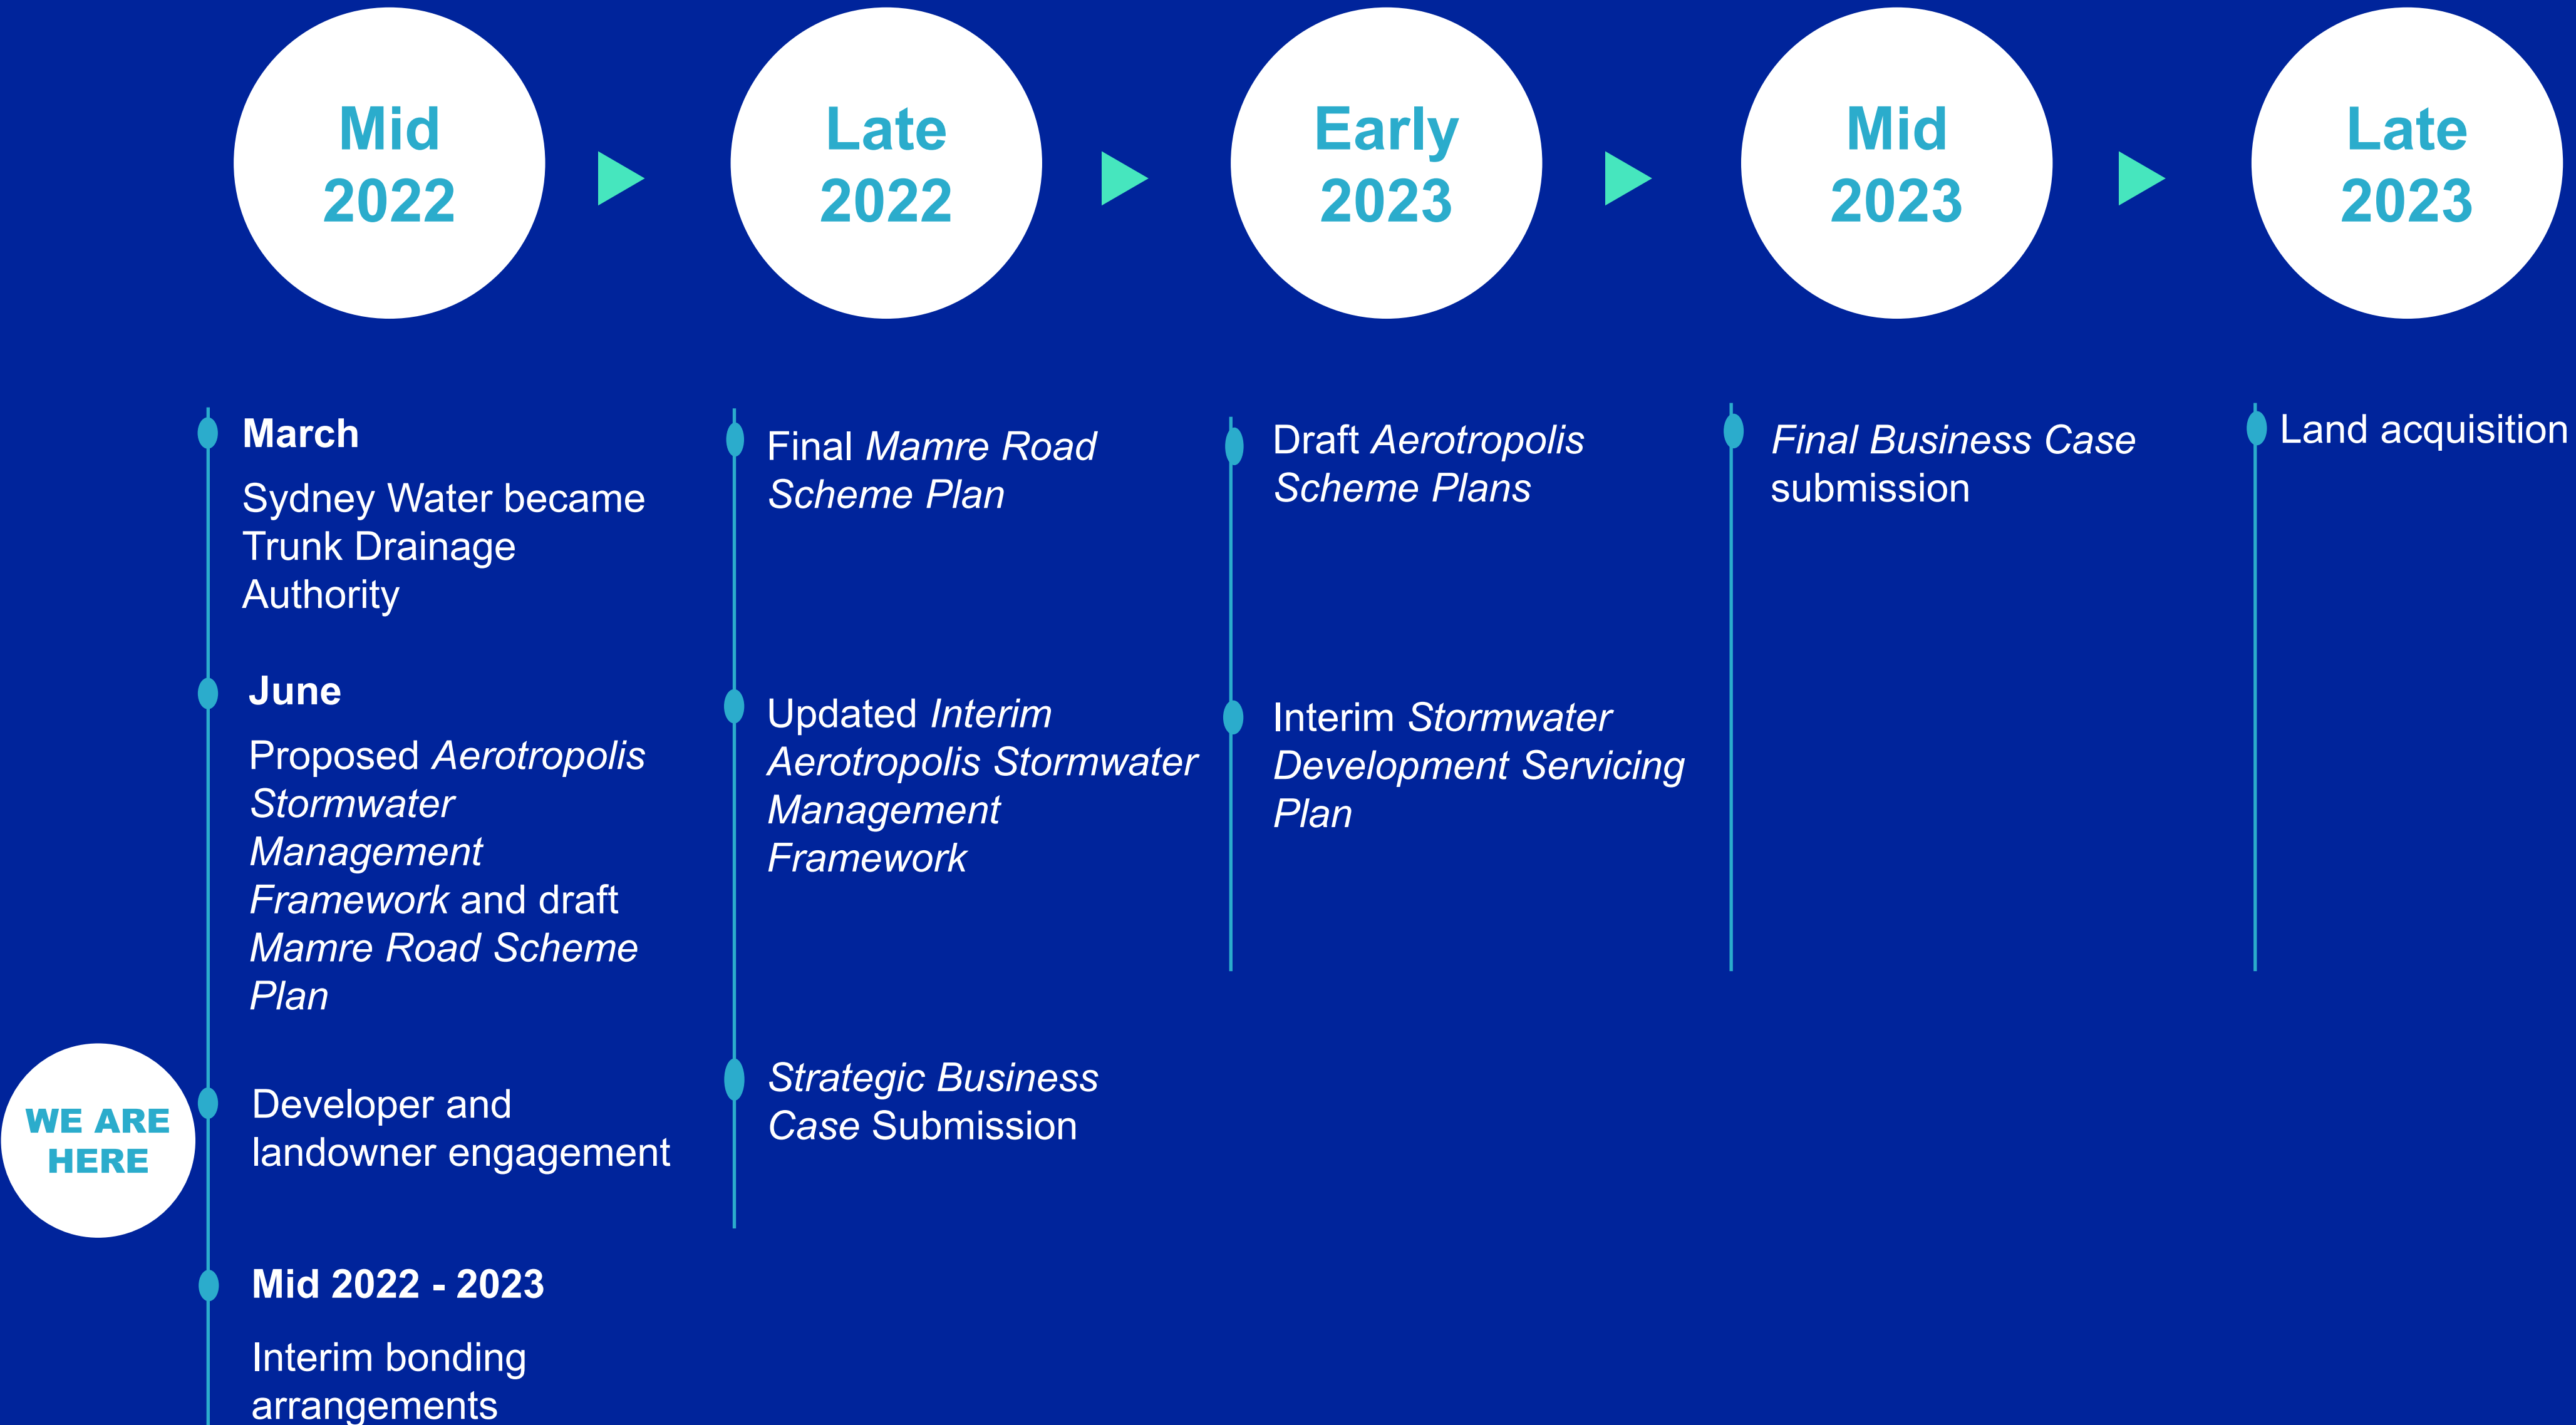 Mid
2022
Late
2022
Early
2023
Mid
2023
Late
2023
March
Sydney Water became
Trunk Drainage
Authority
June
Proposed Aerotropolis
Stormwater
Management
Framework and draft
Mamre Road Scheme
Plan
WE ARE
HERE
Developer and
landowner engagement
Mid 2022 - 2023
Interim bonding
arrangements
Final Mamre Road
Scheme Plan
Updated Interim
Aerotropolis Stormwater
Management
Framework
Strategic Business
Case Submission
Draft Aerotropolis
Scheme Plans
Interim Stormwater
Development Servicing
Plan
Final Business Case
submission
Land acquisition